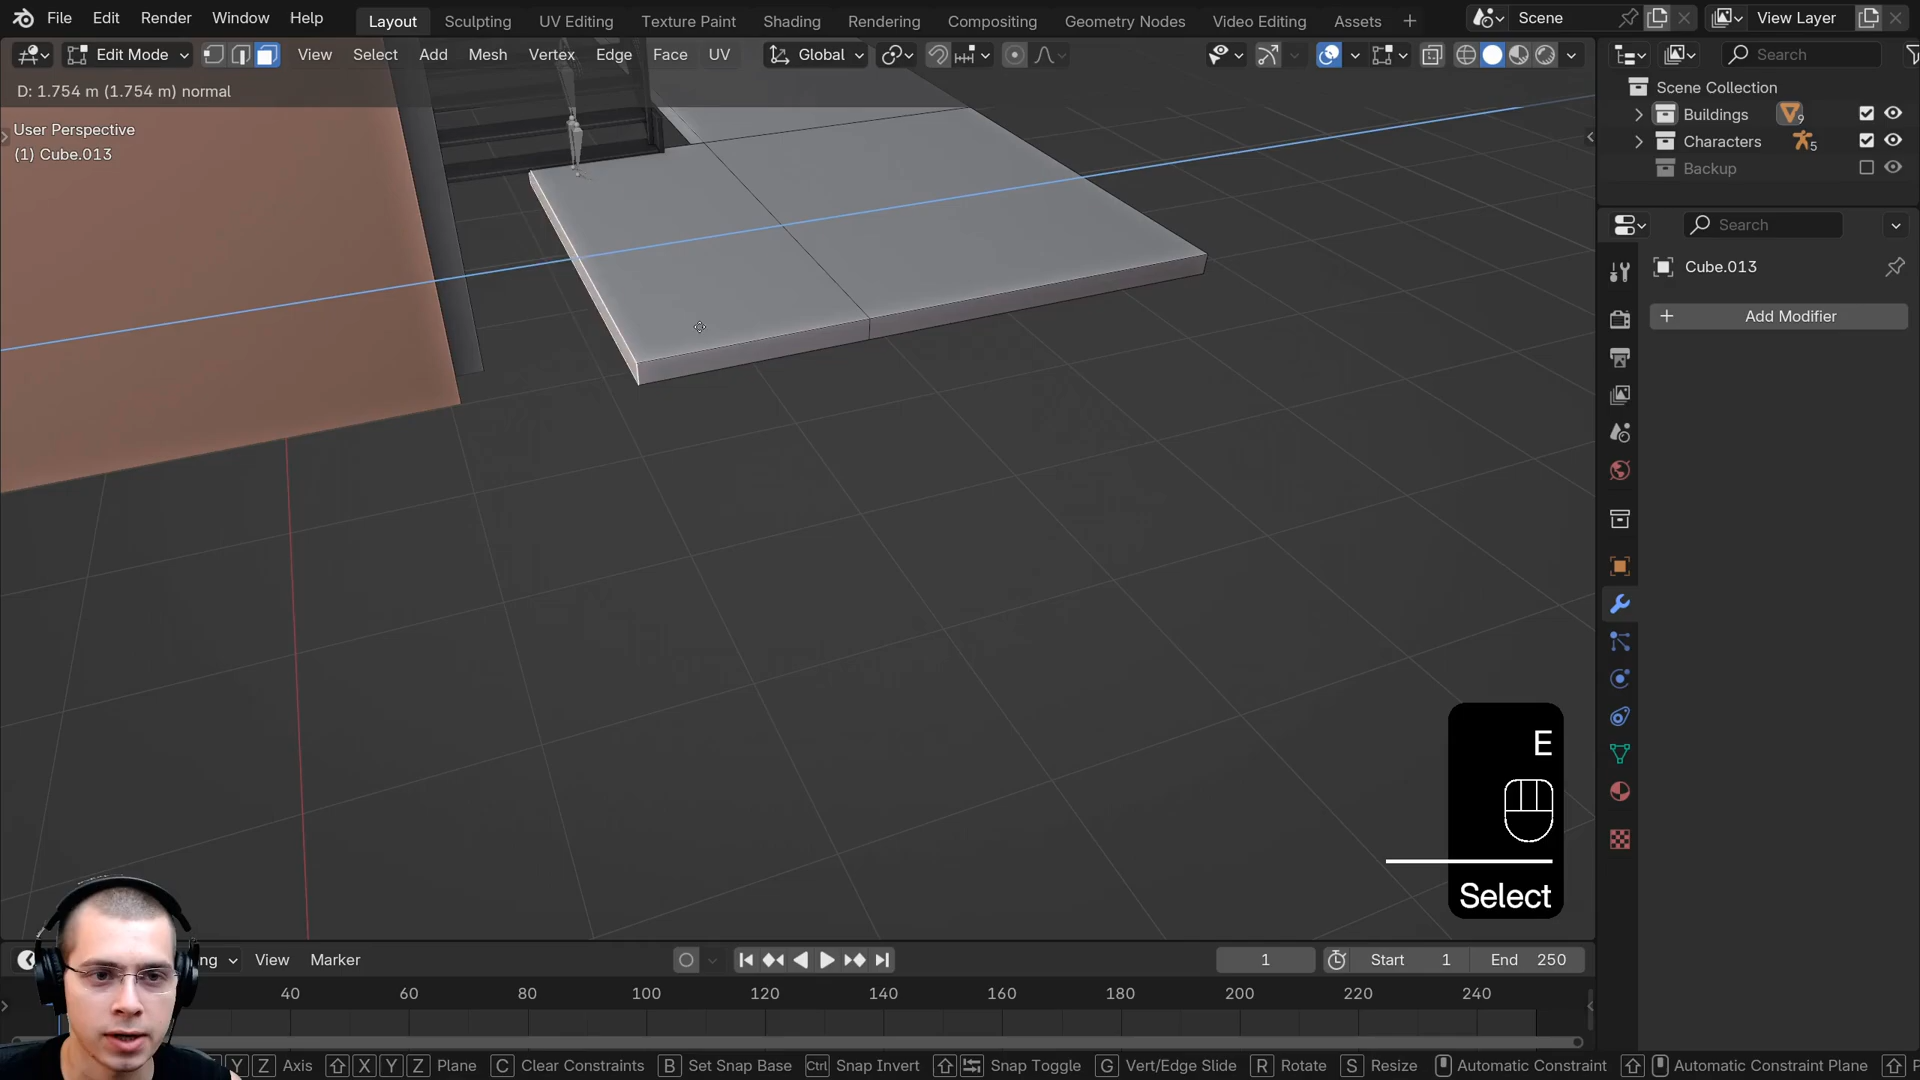 File Edit Render Window Help Layout Sculpting UV Editing Texture Paint Shading Rendering Compositing Geometry Nodes Video Editing Assets + Scene View Layer
Edit Mode View Select Add Mesh Vertex Edge Face UV Global Search
D: 1.754 m (1.754 m) normal
Scene Collection
User Perspective
(1) Cube.013
Buildings 9
Characters 5
Backup
Search
Cube.013
+ Add Modifier
E
Select
ng View Marker 1 Start 1 End 250
40 60 80 100 120 140 160 180 200 220 240
Y Z Axis X Y Z Plane C Clear Constraints B Set Snap Base Ctrl Snap Invert Snap Toggle G Vert/Edge Slide R Rotate S Resize Automatic Constraint Automatic Constraint Plane